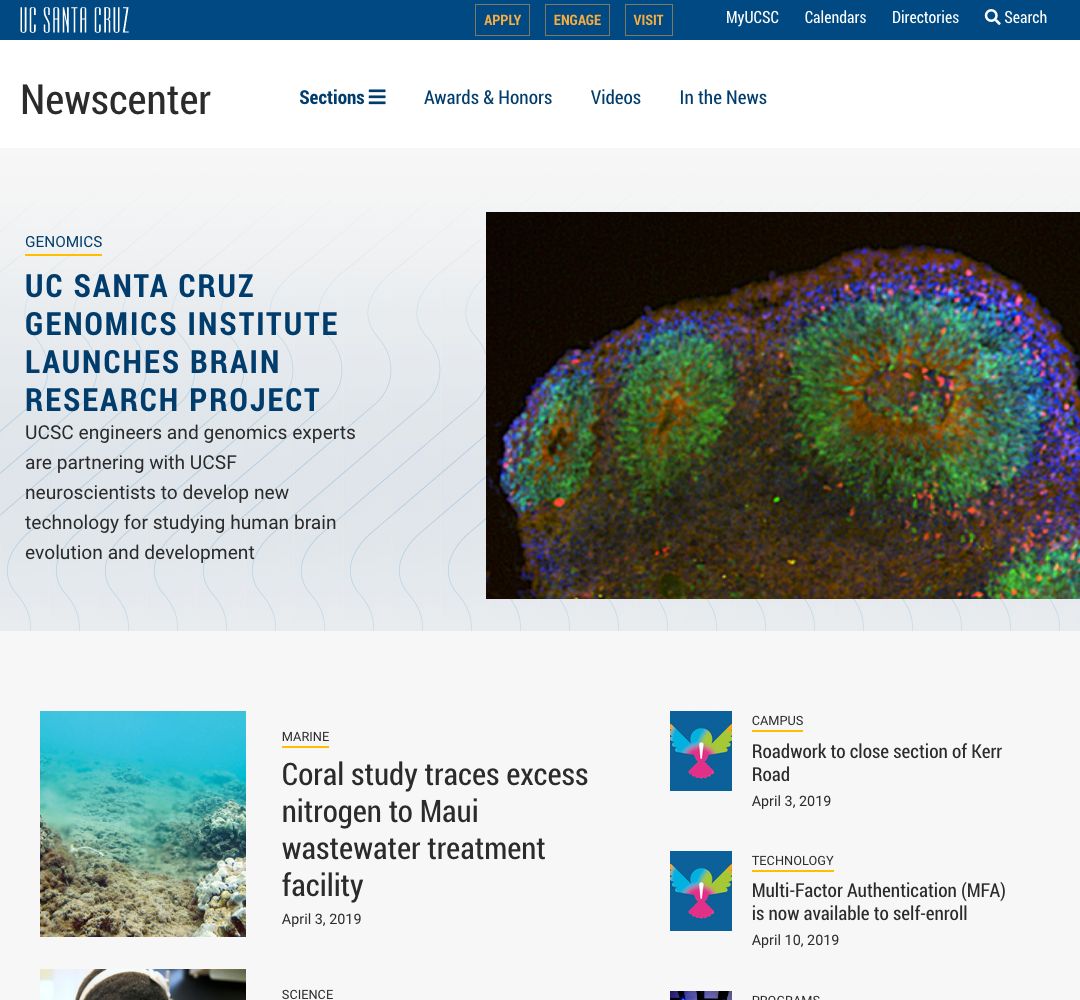 UC SANTA CRUZ
APPLY
ENGAGE
VISIT
MyUCSC
Calendars
Directories
Search
Newscenter
Sections
Awards & Honors
Videos
In the News
GENOMICS
UC SANTA CRUZ
GENOMICS INSTITUTE
LAUNCHES BRAIN
RESEARCH PROJECT
UCSC engineers and genomics experts
are partnering with UCSF
neuroscientists to develop new
technology for studying human brain
evolution and development
MARINE
Coral study traces excess
nitrogen to Maui
wastewater treatment
facility
April 3, 2019
SCIENCE
CAMPUS
Roadwork to close section of Kerr
Road
April 3, 2019
TECHNOLOGY
Multi-Factor Authentication (MFA)
is now available to self-enroll
April 10, 2019
PROGRAMS